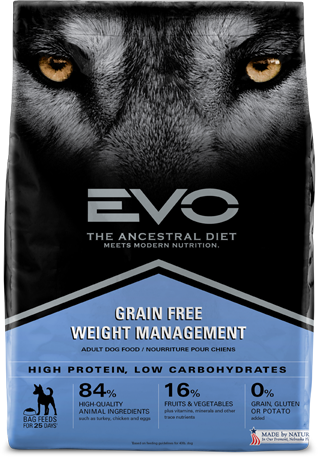 EVO
THE ANCESTRAL DIET
MEETS MODERN NUTRITION.
GRAIN FREE
WEIGHT MANAGEMENT
ADULT DOG FOOD / NOURRITURE POUR CHIENS
HIGH PROTEIN, LOW CARBOHYDRATES
84%
HIGH-QUALITY
ANIMAL INGREDIENTS
such as turkey, chicken and eggs
16%
FRUITS & VEGETABLES
plus vitamins, minerals and other
trace nutrients
0%
GRAIN, GLUTEN
OR POTATO
added
BAG FEEDS
FOR 25 DAYS
MADE by NATUR